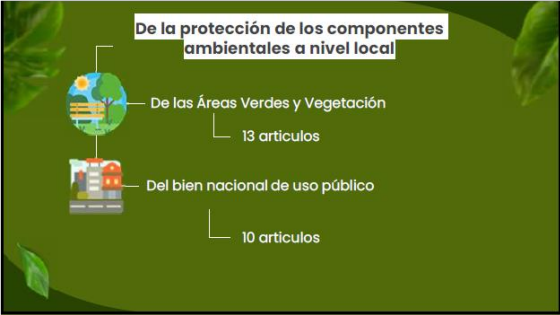 De la protección de los componentes
ambientales a nivel local
De las Áreas Verdes y Vegetación
13 articulos
Del bien nacional de uso público
10 articulos